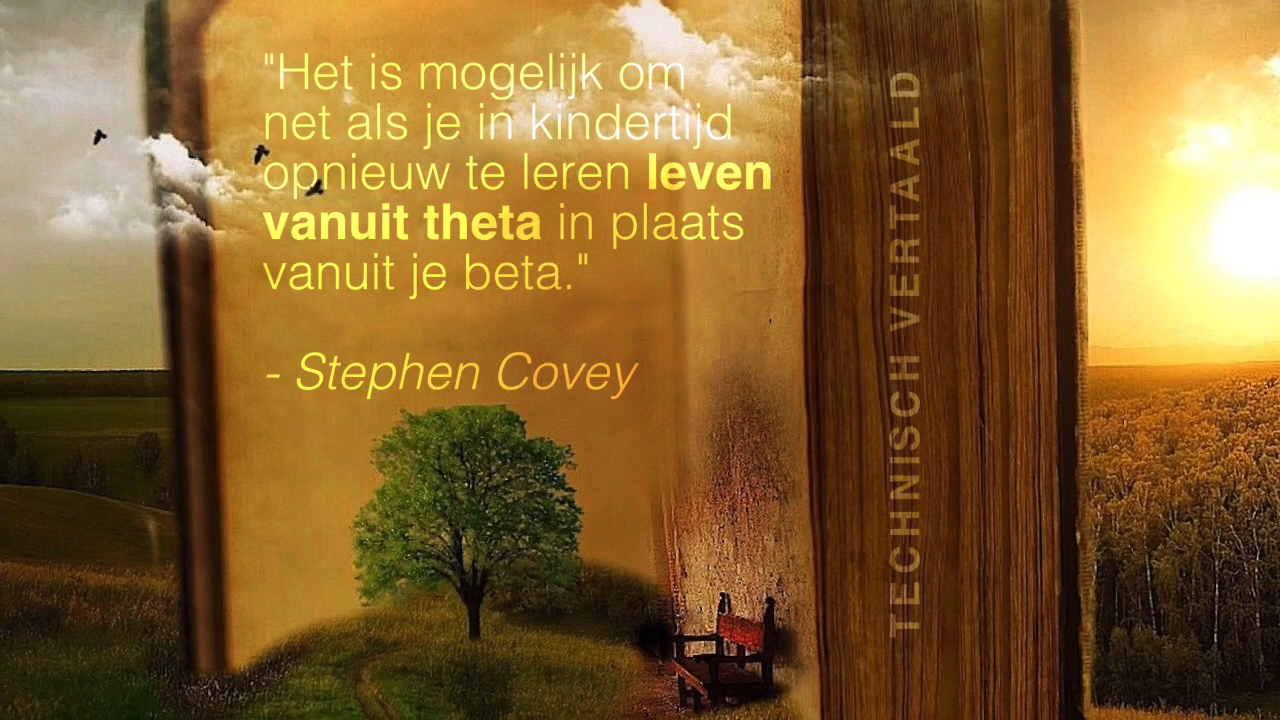 "Het is mogelijk om
net als je in kindertijd
opnieuw te leren leven
vanuit theta in plaats
vanuit je beta."
- Stephen Covey
TECHNISCH VERTAALD